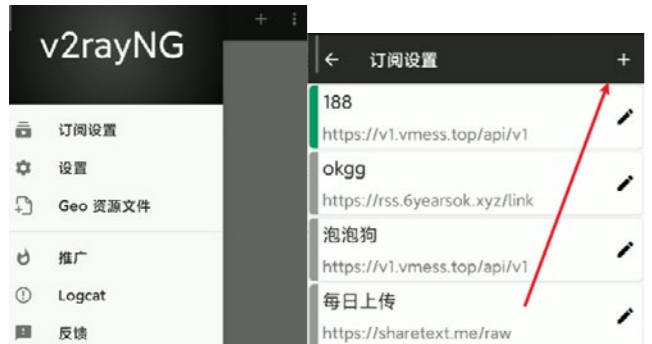 v2rayNG
订阅设置
设置
Geo 资源文件
推广
Logcat
反馈
订阅设置
188
https://v1.vmess.top/api/v1
okgg
https://rss.6yearsok.xyz/link
泡泡狗
https://v1.vmess.top/api/v1
每日上传
https://sharetext.me/raw